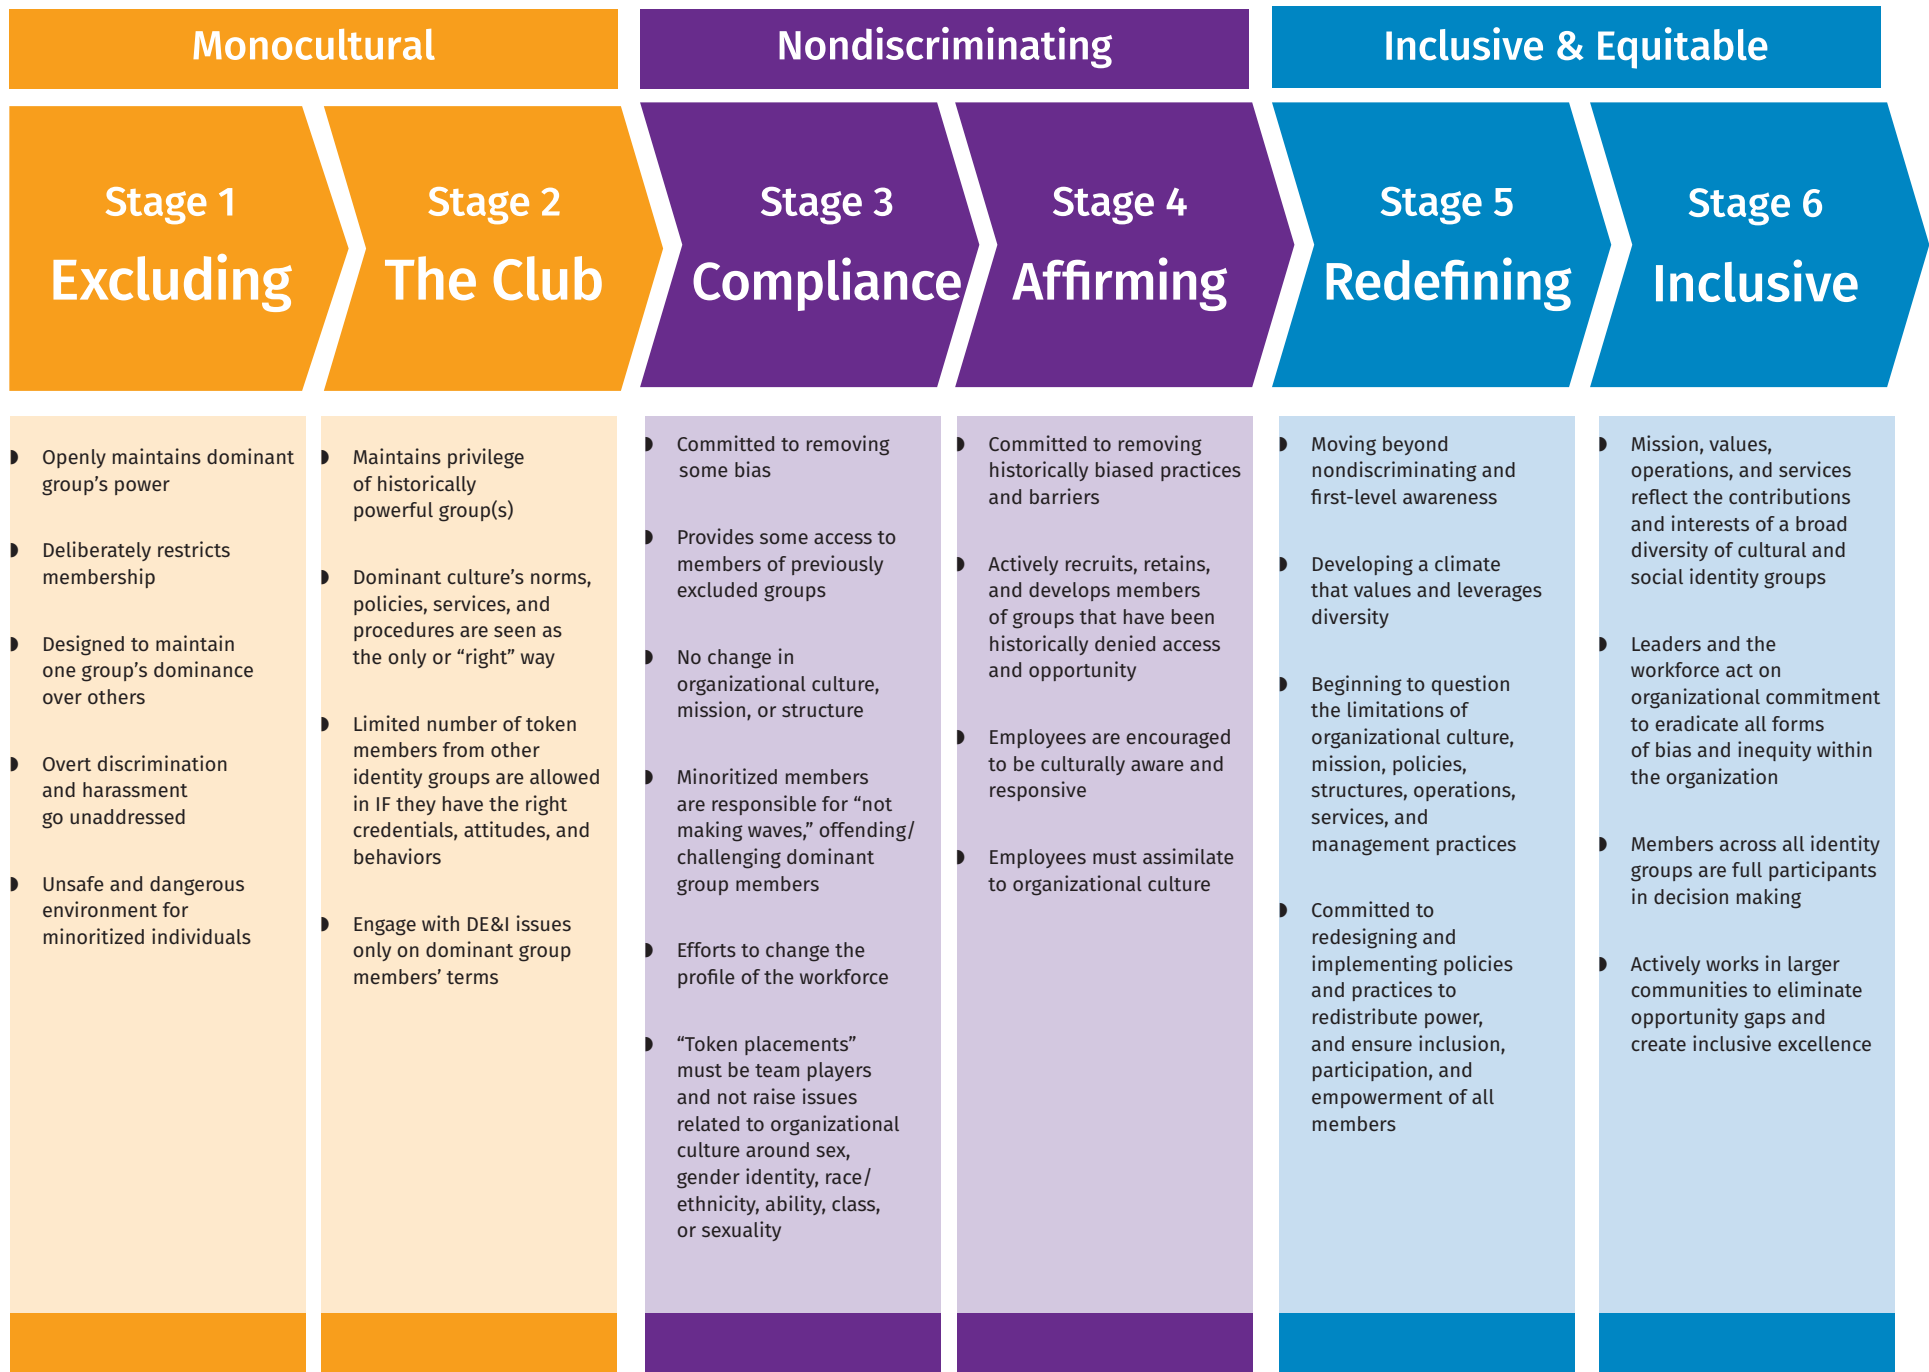 Monocultural
Nondiscriminating
Inclusive & Equitable
Stage 1
Excluding
Stage 2
The Club
Stage 3
Compliance
Stage 4
Affirming
Stage 5
Redefining
Stage 6
Inclusive
Openly maintains dominant
group’s power
Deliberately restricts
membership
Designed to maintain
one group’s dominance
over others
Overt discrimination
and harassment
go unaddressed
Unsafe and dangerous
environment for
minoritized individuals
Maintains privilege
of historically
powerful group(s)
Dominant culture’s norms,
policies, services, and
procedures are seen as
the only or “right” way
Limited number of token
members from other
identity groups are allowed
in IF they have the right
credentials, attitudes, and
behaviors
Engage with DE&I issues
only on dominant group
members’ terms
Committed to removing
some bias
Provides some access to
members of previously
excluded groups
No change in
organizational culture,
mission, or structure
Minoritized members
are responsible for “not
making waves,” offending/
challenging dominant
group members
Efforts to change the
profile of the workforce
“Token placements”
must be team players
and not raise issues
related to organizational
culture around sex,
gender identity, race/
ethnicity, ability, class,
or sexuality
Committed to removing
historically biased practices
and barriers
Actively recruits, retains,
and develops members
of groups that have been
historically denied access
and opportunity
Employees are encouraged
to be culturally aware and
responsive
Employees must assimilate
to organizational culture
Moving beyond
nondiscriminating and
first-level awareness
Developing a climate
that values and leverages
diversity
Beginning to question
the limitations of
organizational culture,
mission, policies,
structures, operations,
services, and
management practices
Committed to
redesigning and
implementing policies
and practices to
redistribute power,
and ensure inclusion,
participation, and
empowerment of all
members
Mission, values,
operations, and services
reflect the contributions
and interests of a broad
diversity of cultural and
social identity groups
Leaders and the
workforce act on
organizational commitment
to eradicate all forms
of bias and inequity within
the organization
Members across all identity
groups are full participants
in decision making
Actively works in larger
communities to eliminate
opportunity gaps and
create inclusive excellence